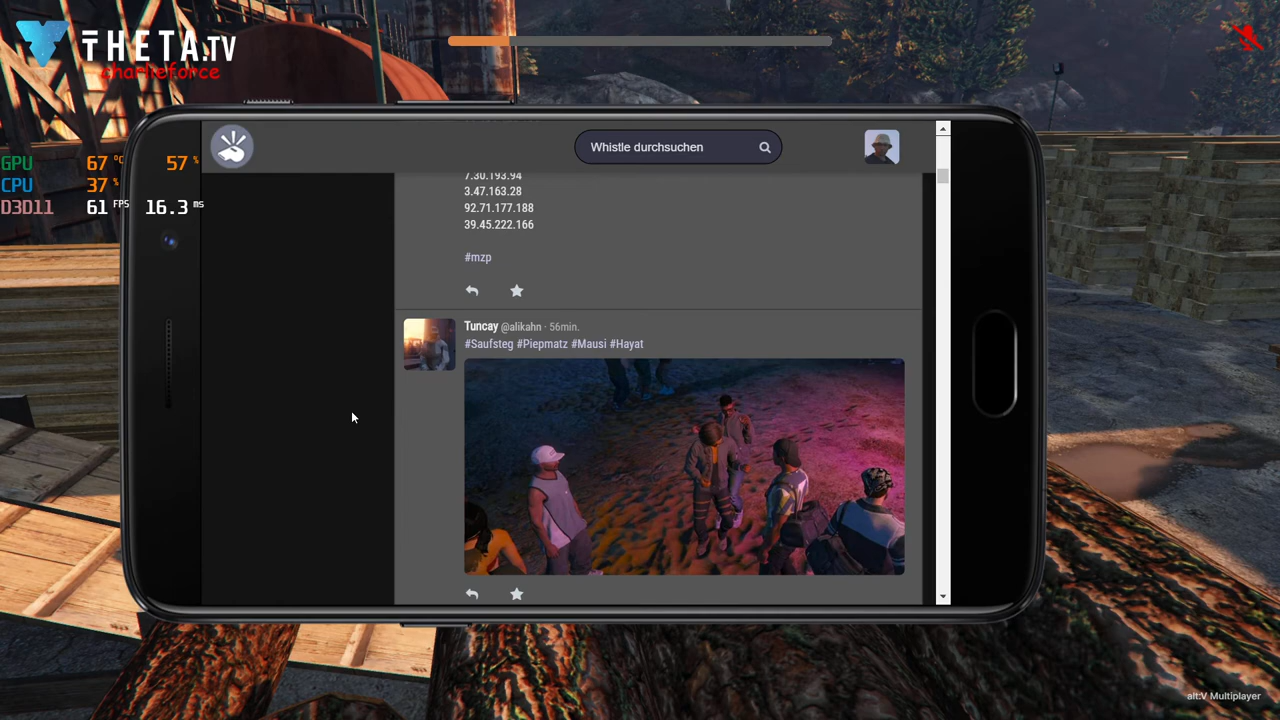 THETA.TV
charlieforce
GPU 67 °C 57 %
CPU 37 %
D3D11 61 FPS 16.3 ms
Whistle durchsuchen
7.30.193.94
3.47.163.28
92.71.177.188
39.45.222.166
#mzp
Tuncay @alikahn · 56min.
#Saufsteg #Piepmatz #Mausi #Hayat
alt:V Multiplayer